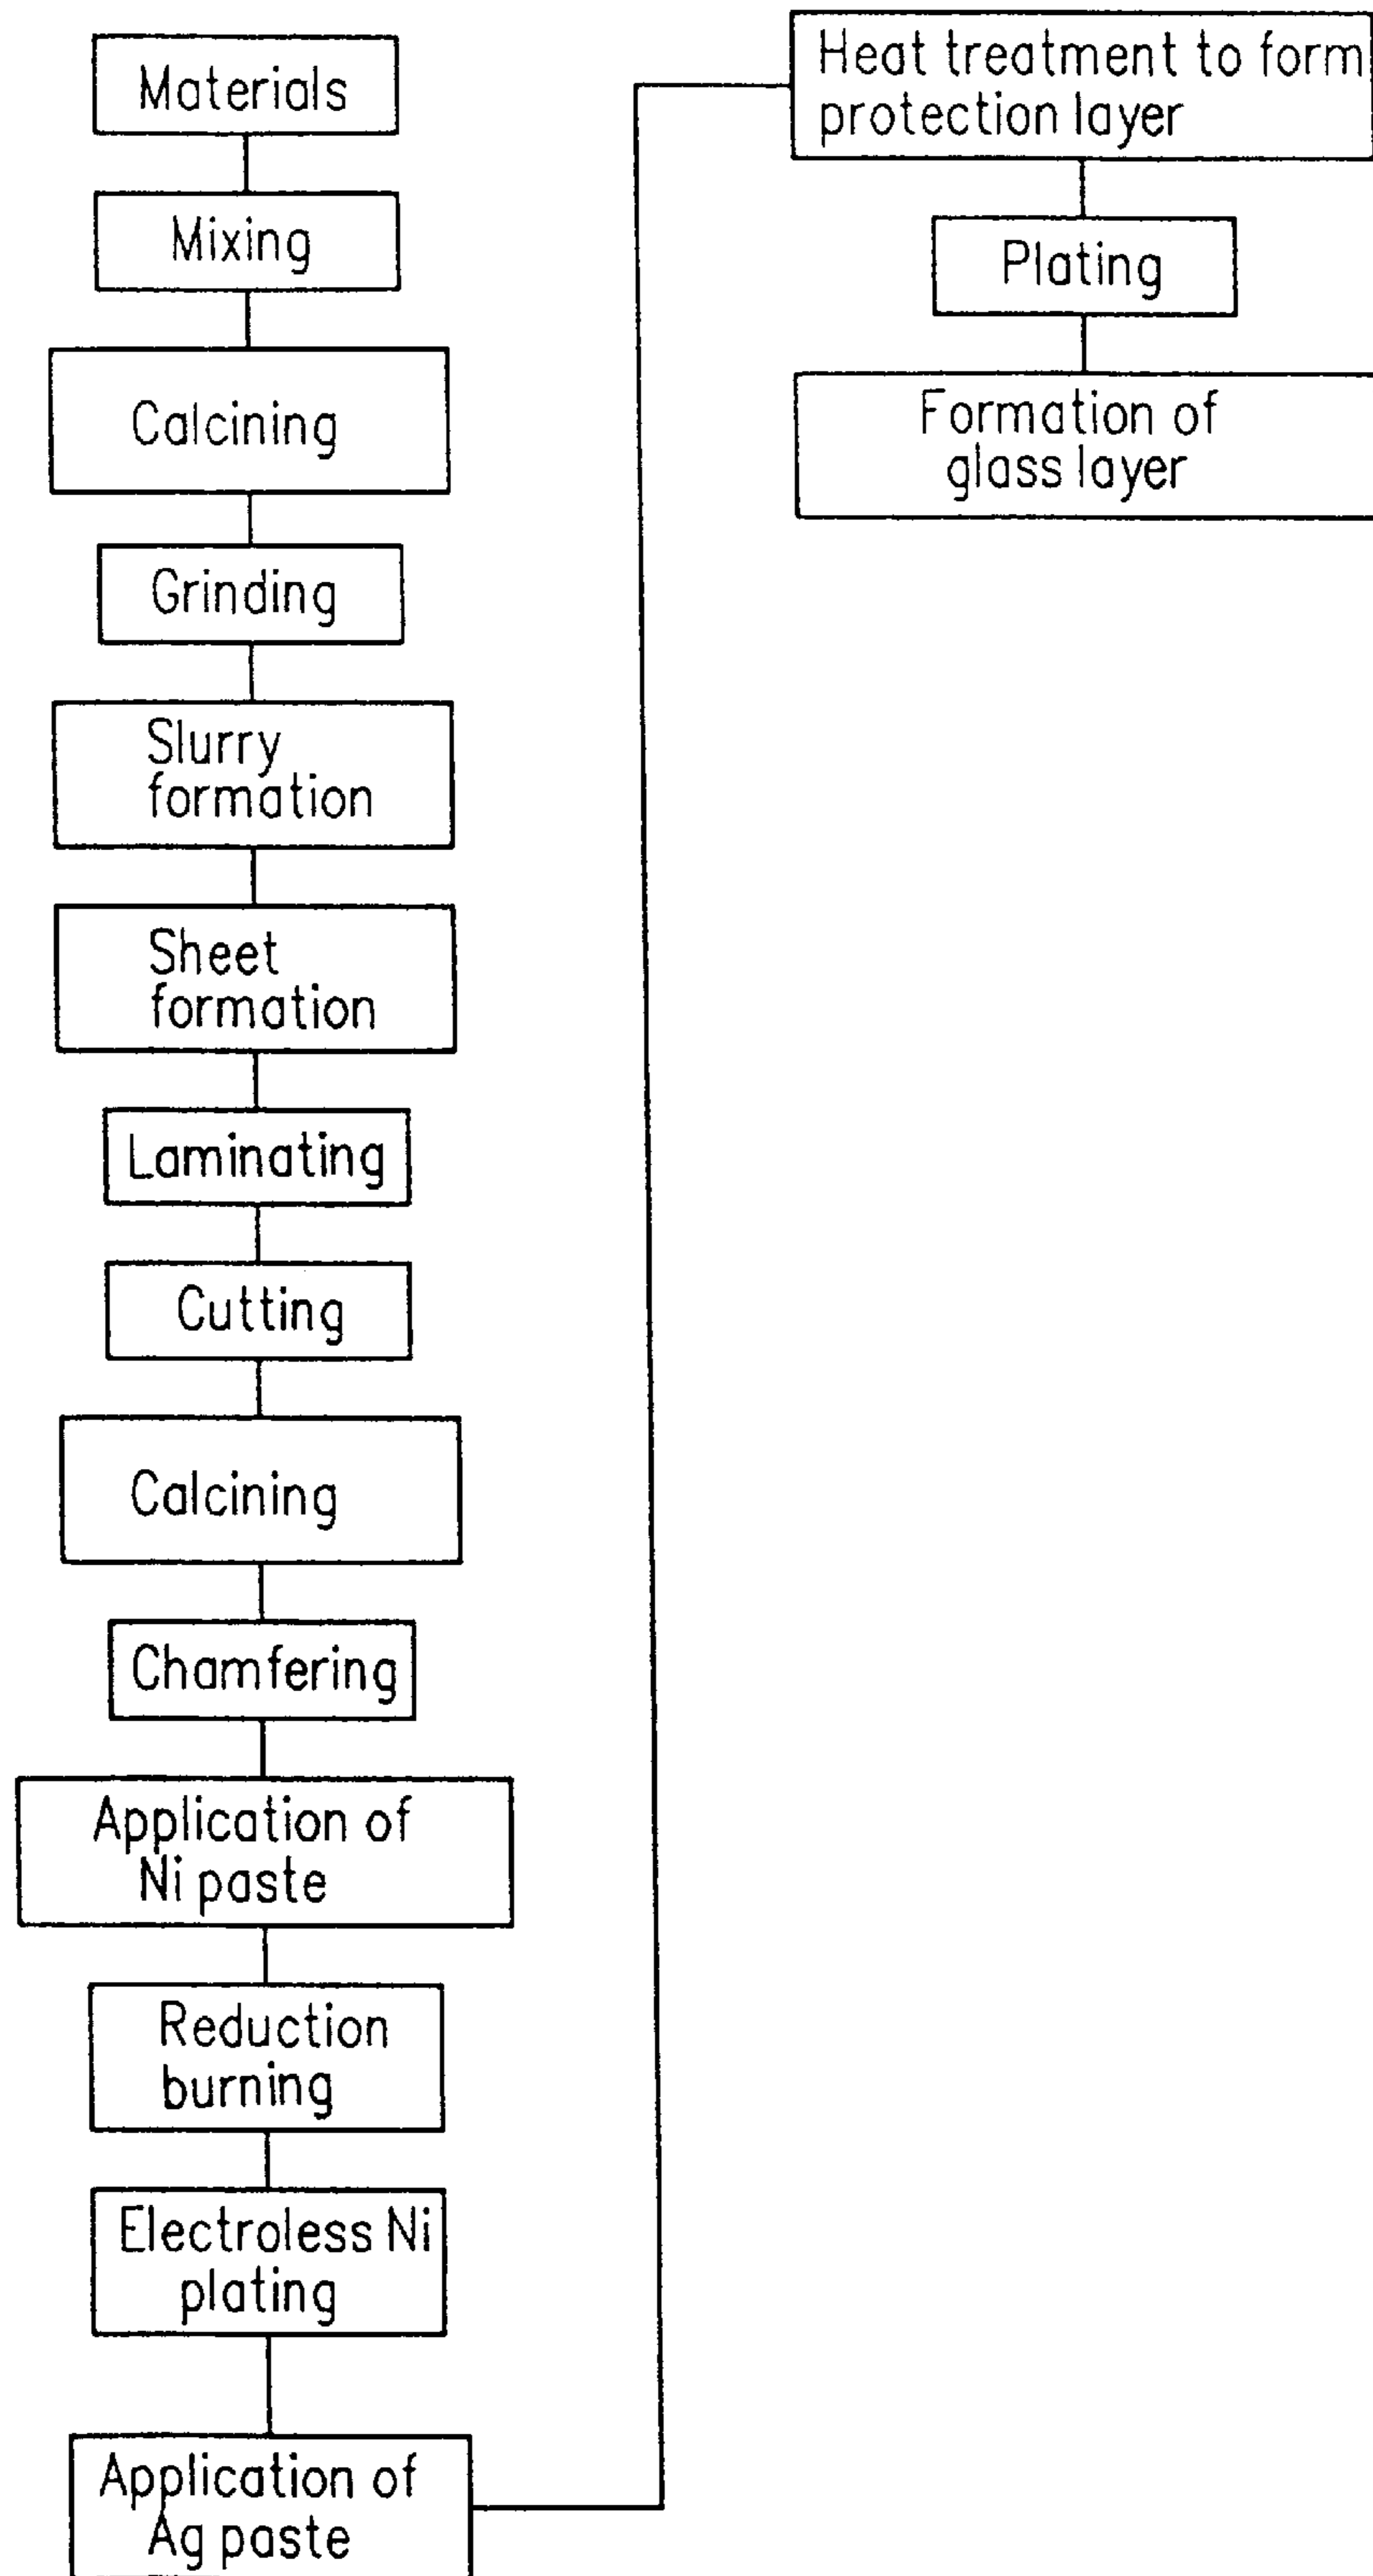 Materials
Mixing
Calcining
Grinding
Slurry
formation
Sheet
formation
Laminating
Cutting
Calcining
Chamfering
Application of
Ni paste
Reduction
burning
Electroless Ni
plating
Application of
Ag paste
Heat treatment to form
protection layer
Plating
Formation of
glass layer